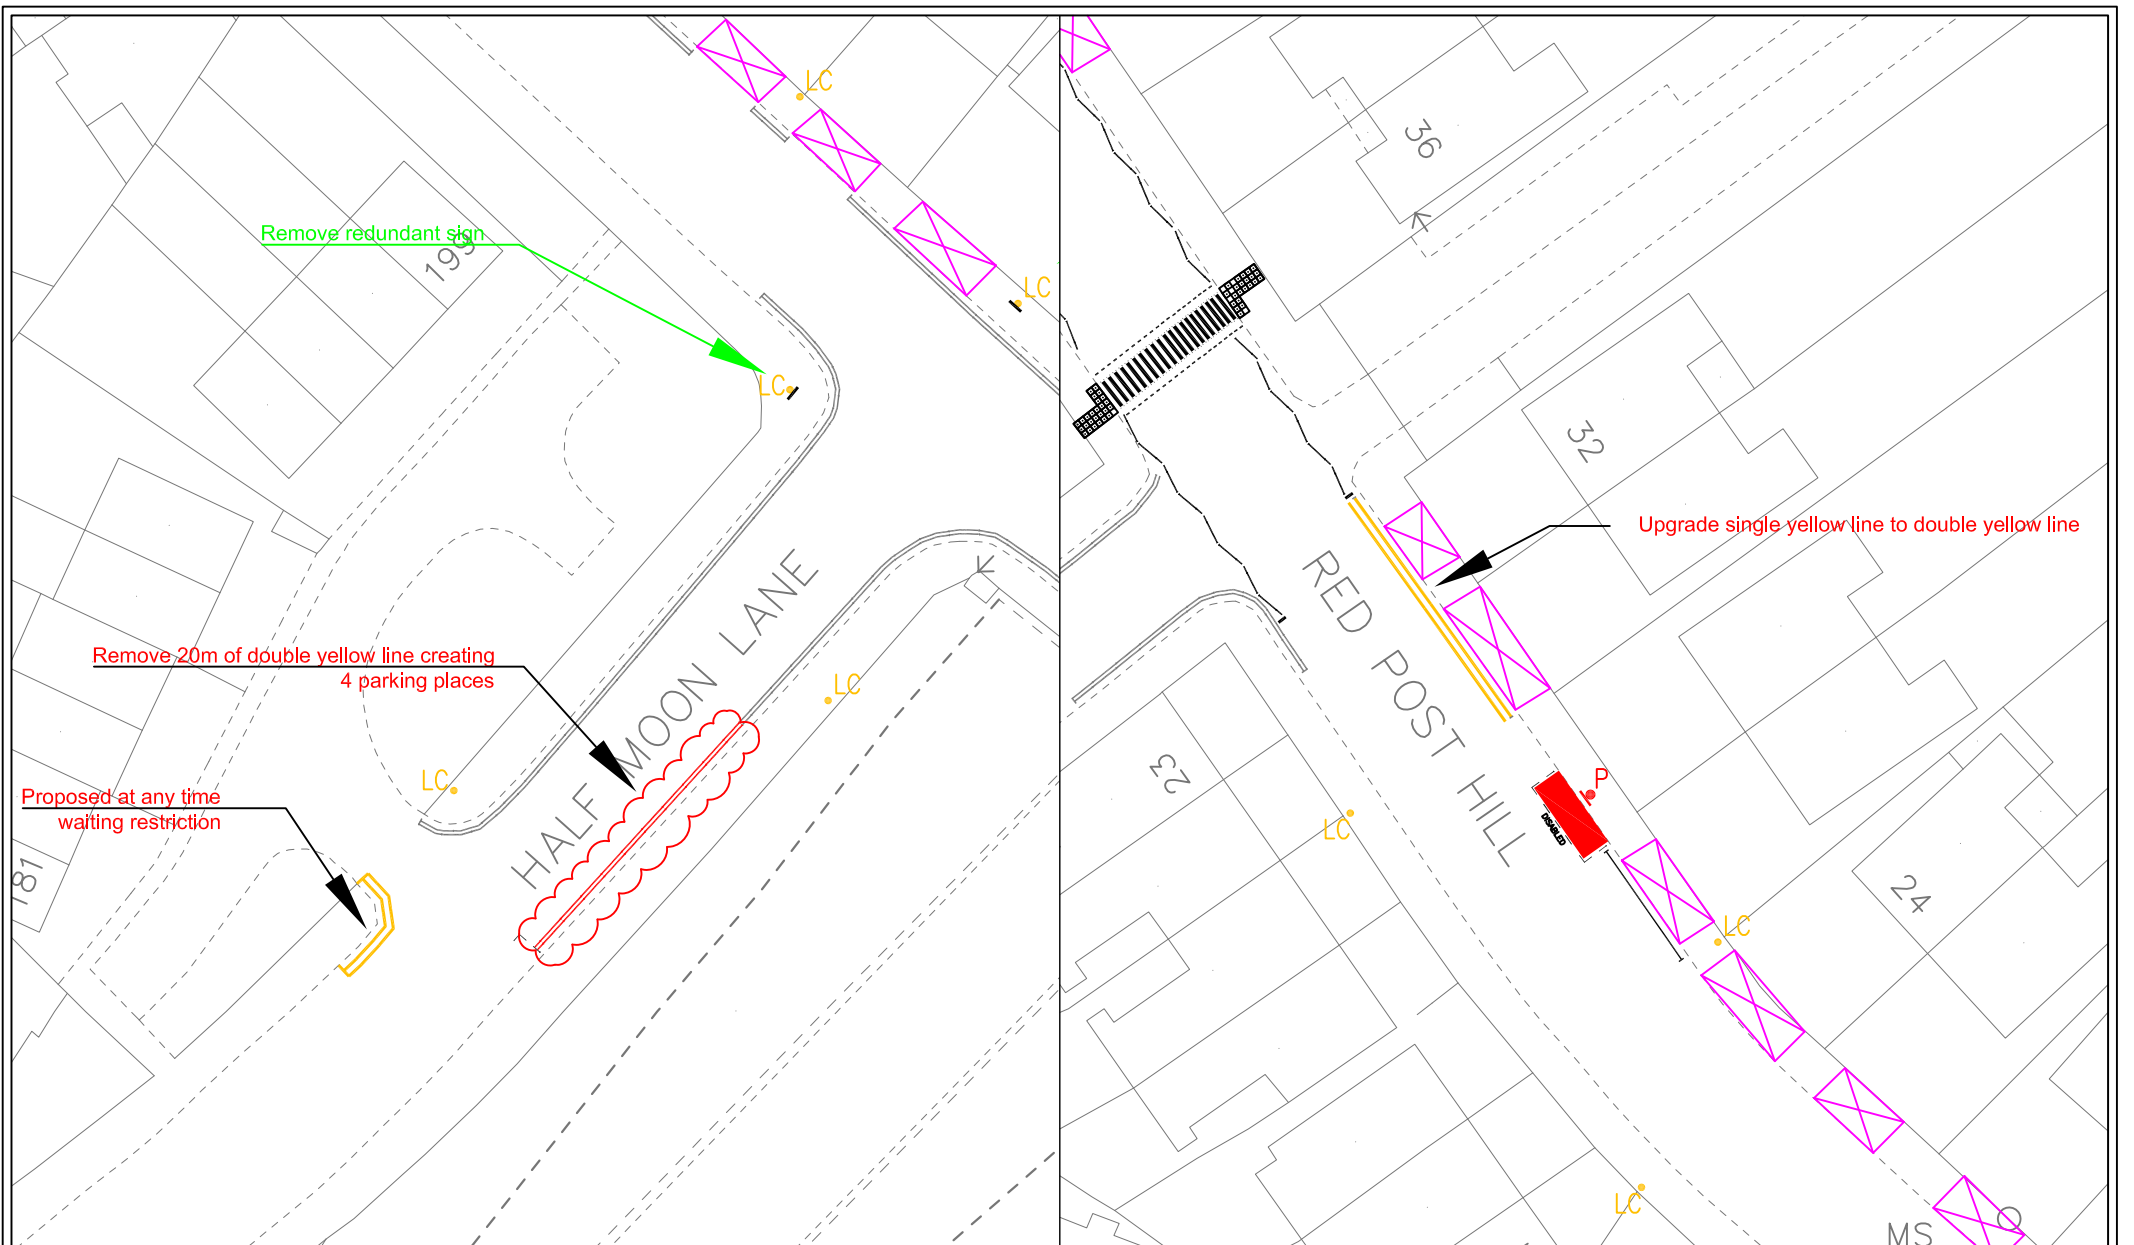 LC
Remove redundant sign
199
LC
LC
HALF MOON LANE
Remove 20m of double yellow line creating
4 parking places
LC
LC
Proposed at any time
waiting restriction
181
36
32
Upgrade single yellow line to double yellow line
RED POST HILL
23
P
DISABLED
LC
24
LC
LC
MS